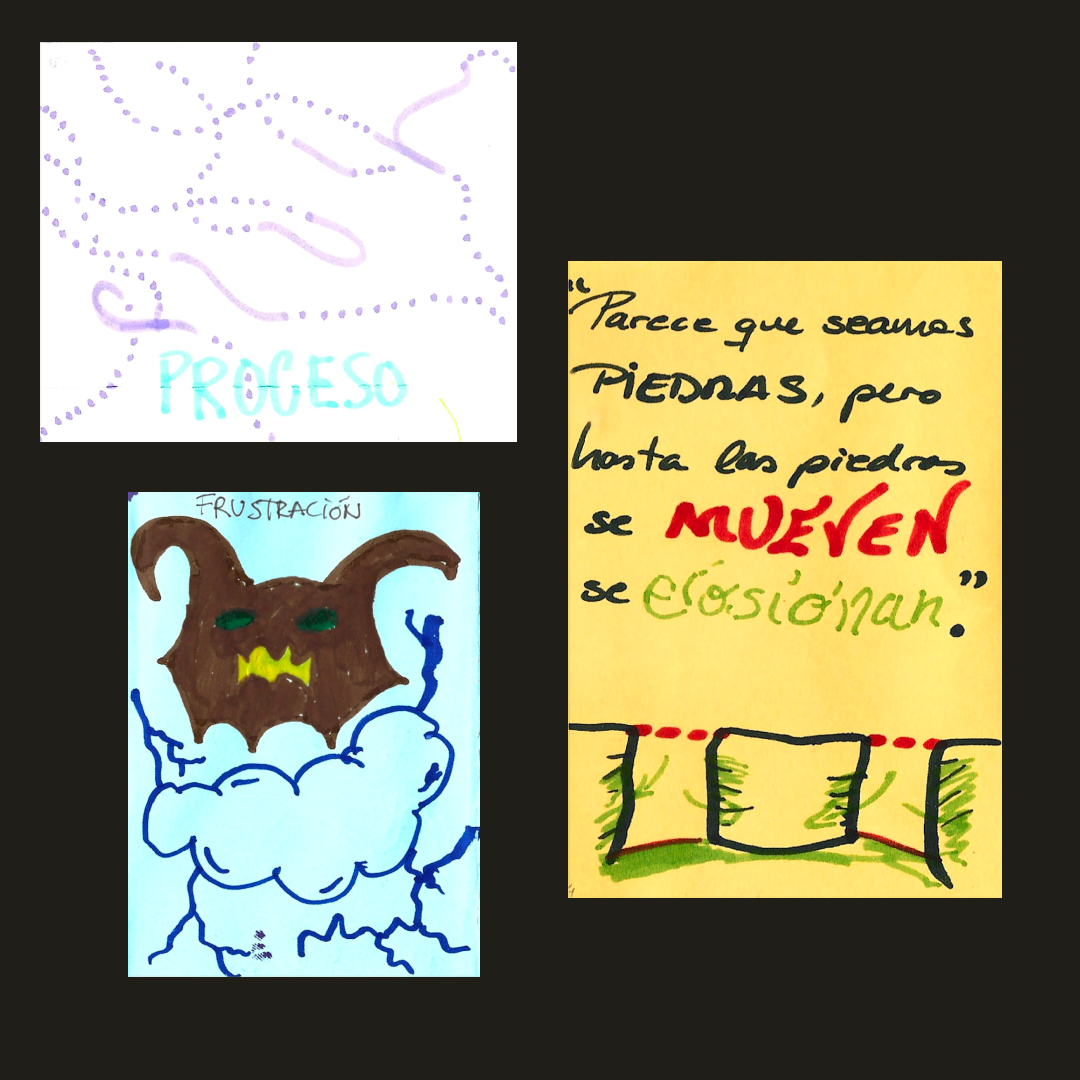 PROCESO
FRUSTRACIÓN
"Parece que seamos
PiEDRAS, pero
hasta las piedras
se MUEVEN
se erosionan."